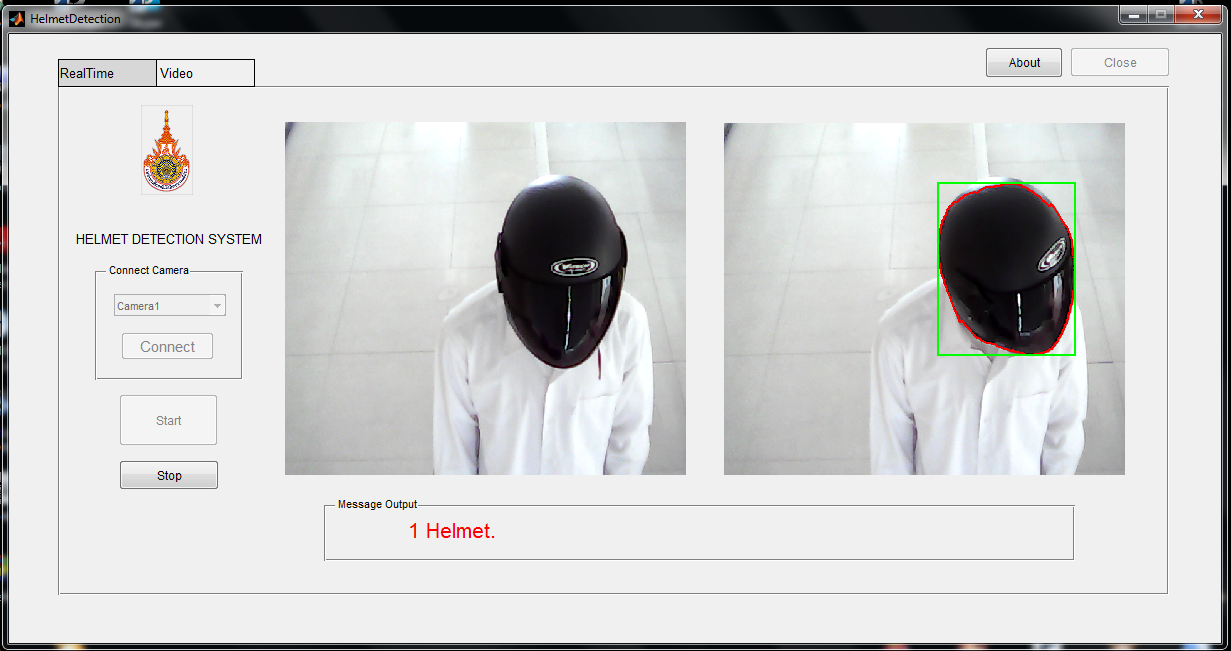 HelmetDetection
About
Close
RealTime
Video
HELMET DETECTION SYSTEM
Connect Camera
Camera1
Connect
Start
Stop
Message Output
1 Helmet.